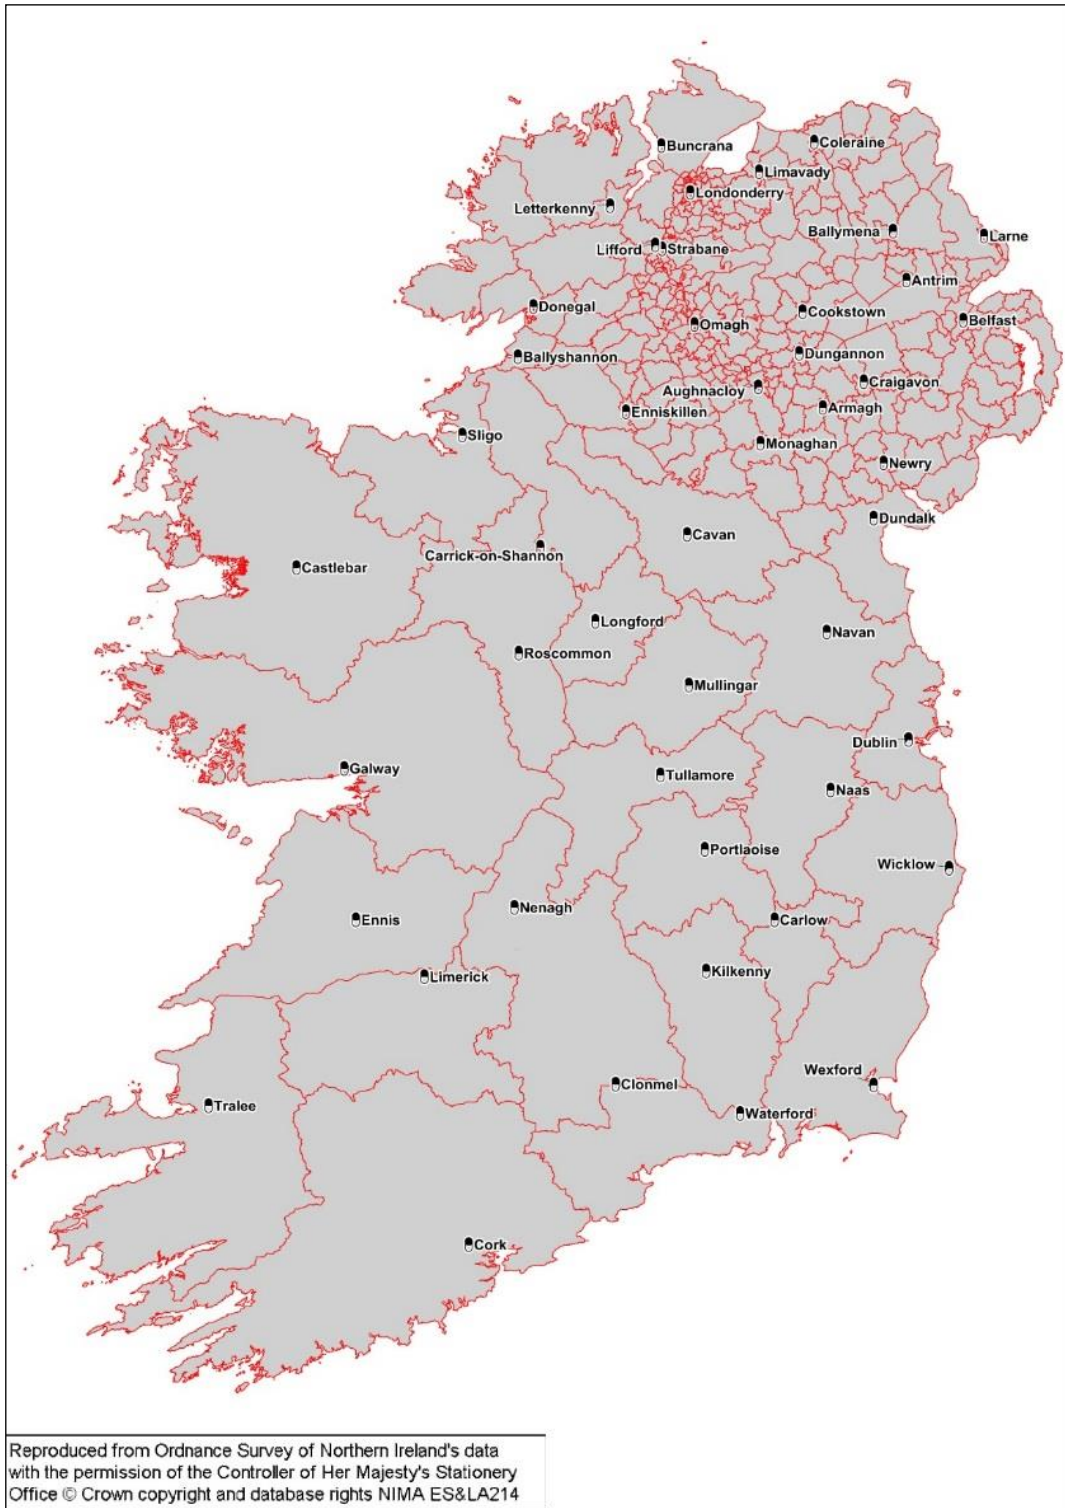 Buncrana
Coleraine
Limavady
Londonderry
Letterkenny
Ballymena
Larne
Lifford
Strabane
Antrim
Donegal
Cookstown
Belfast
Omagh
Ballyshannon
Dungannon
Aughnacloy
Craigavon
Enniskillen
Armagh
Sligo
Monaghan
Newry
Dundalk
Cavan
Carrick-on-Shannon
Castlebar
Longford
Navan
Roscommon
Mullingar
Dublin
Galway
Tullamore
Naas
Portlaoise
Wicklow
Nenagh
Ennis
Carlow
Limerick
Kilkenny
Wexford
Clonmel
Tralee
Waterford
Cork
Reproduced from Ordnance Survey of Northern Ireland's data
with the permission of the Controller of Her Majesty's Stationery
Office © Crown copyright and database rights NIMA ES&LA214